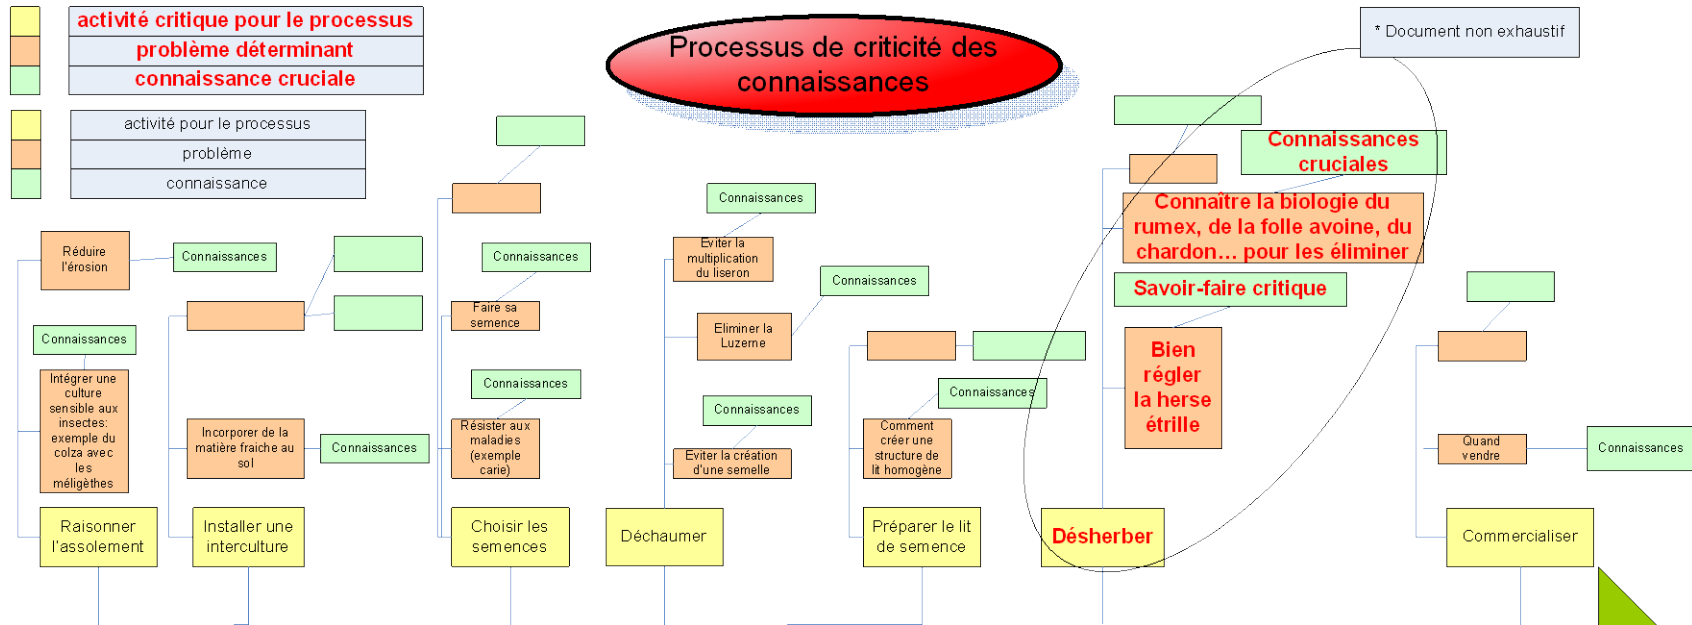 activité critique pour le processus
problème déterminant
connaissance cruciale
activité pour le processus
problème
connaissance
Processus de criticité des
connaissances
* Document non exhaustif
Réduire
l'érosion
Connaissances
Connaissances
Intégrer une
culture
sensible aux
insectes:
exemple du
colza avec
les
méligèthes
Raisonner
l'assolement
Incorporer de la
matière fraiche au
sol
Connaissances
Installer une
interculture
Connaissances
Faire sa
semence
Connaissances
Résister aux
maladies
(exemple
carie)
Choisir les
semences
Connaissances
Eviter la
multiplication
du liseron
Connaissances
Eliminer la
Luzerne
Connaissances
Eviter la création
d'une semelle
Déchaumer
Connaissances
Comment
créer une
structure de
lit homogène
Préparer le lit
de semence
Connaissances
cruciales
Connaître la biologie du
rumex, de la folle avoine, du
chardon... pour les éliminer
Savoir-faire critique
Bien
régler
la herse
étrille
Désherber
Quand
vendre
Connaissances
Commercialiser